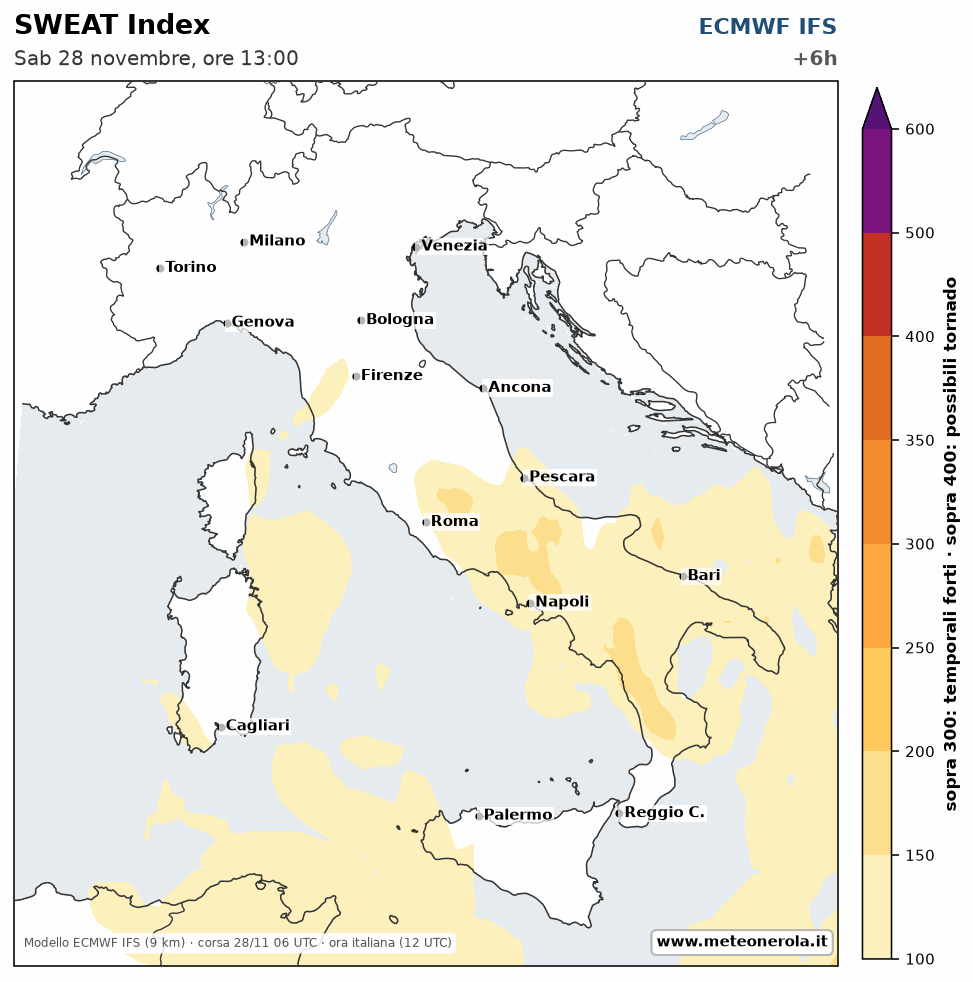 SWEAT Index
ECMWF IFS
Sab 28 novembre, ore 13:00
+6h
Milano
Venezia
Torino
Genova
Bologna
Firenze
Ancona
Pescara
Roma
Bari
Napoli
Cagliari
Palermo
Reggio C.
Modello ECMWF IFS (9 km) · corsa 28/11 06 UTC · ora italiana (12 UTC)
www.meteonerola.it
600
500
400
350
300
250
200
150
100
sopra 300: temporali forti · sopra 400: possibili tornado